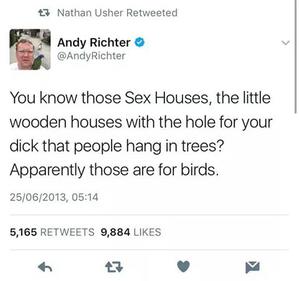 Nathan Usher Retweeted
Andy Richter
@AndyRichter
You know those Sex Houses, the little
wooden houses with the hole for your
dick that people hang in trees?
Apparently those are for birds.
25/06/2013, 05:14
5,165 RETWEETS 9,884 LIKES